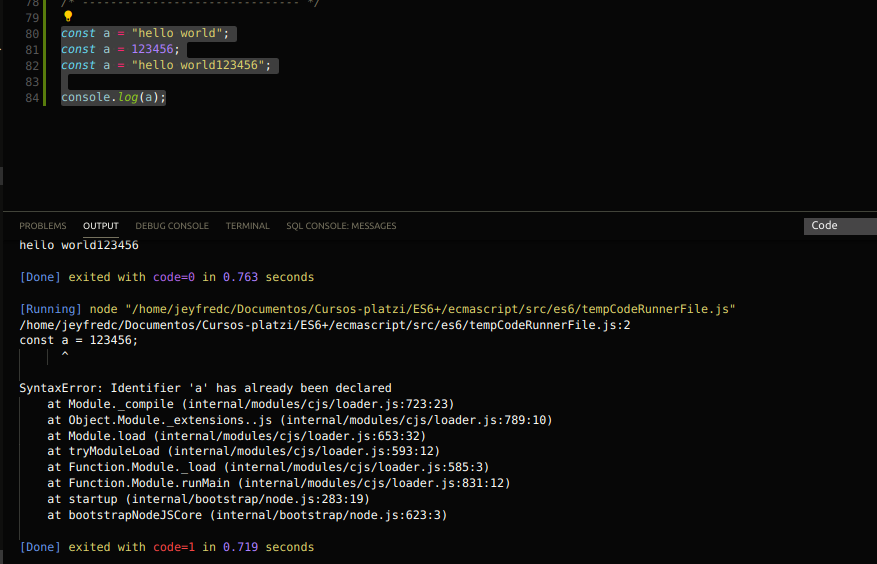 78 /* ------------------------------- */
79
80 const a = "hello world";
81 const a = 123456;
82 const a = "hello world123456";
83
84 console.log(a);
PROBLEMS OUTPUT DEBUG CONSOLE TERMINAL SQL CONSOLE: MESSAGES Code
hello world123456
[Done] exited with code=0 in 0.763 seconds
[Running] node "/home/jeyfredc/Documentos/Cursos-platzi/ES6+/ecmascript/src/es6/tempCodeRunnerFile.js"
/home/jeyfredc/Documentos/Cursos-platzi/ES6+/ecmascript/src/es6/tempCodeRunnerFile.js:2
const a = 123456;
^
SyntaxError: Identifier 'a' has already been declared
at Module._compile (internal/modules/cjs/loader.js:723:23)
at Object.Module._extensions..js (internal/modules/cjs/loader.js:789:10)
at Module.load (internal/modules/cjs/loader.js:653:32)
at tryModuleLoad (internal/modules/cjs/loader.js:593:12)
at Function.Module._load (internal/modules/cjs/loader.js:585:3)
at Function.Module.runMain (internal/modules/cjs/loader.js:831:12)
at startup (internal/bootstrap/node.js:283:19)
at bootstrapNodeJSCore (internal/bootstrap/node.js:623:3)
[Done] exited with code=1 in 0.719 seconds